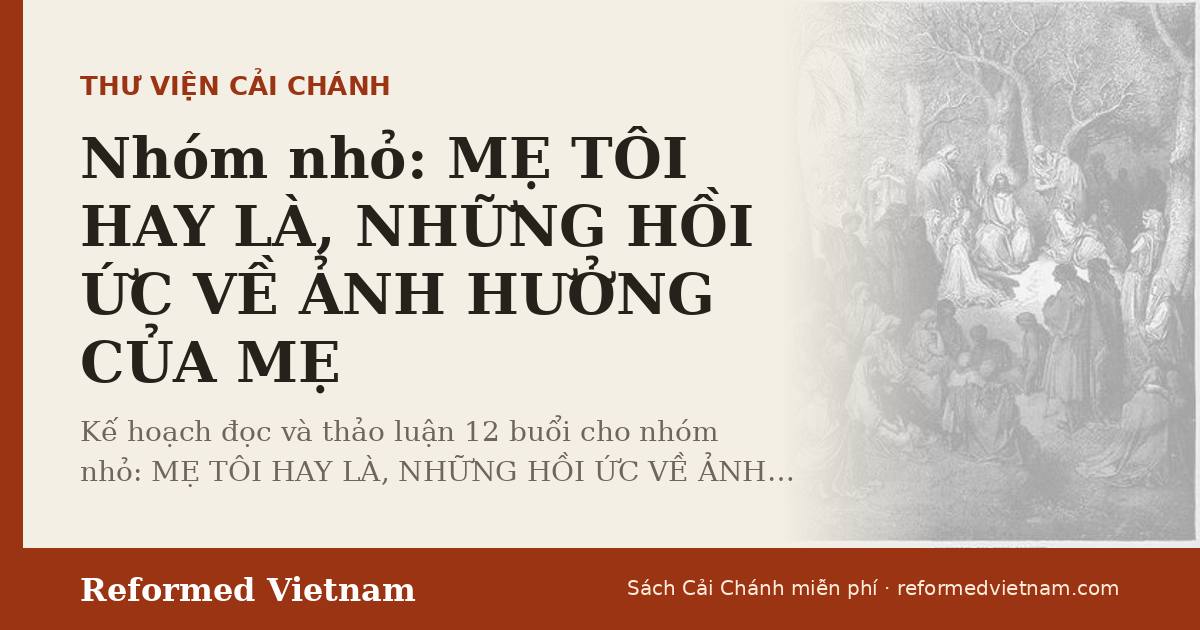 THƯ VIỆN CẢI CHÁNH
Nhóm nhỏ: MẸ TÔI
HAY LÀ, NHỮNG HỒI
ỨC VỀ ẢNH HƯỞNG
CỦA MẸ
Kế hoạch đọc và thảo luận 12 buổi cho nhóm
nhỏ: MẸ TÔI HAY LÀ, NHỮNG HỒI ỨC VỀ ẢNH…
Reformed Vietnam
Sách Cải Chánh miễn phí · reformedvietnam.com